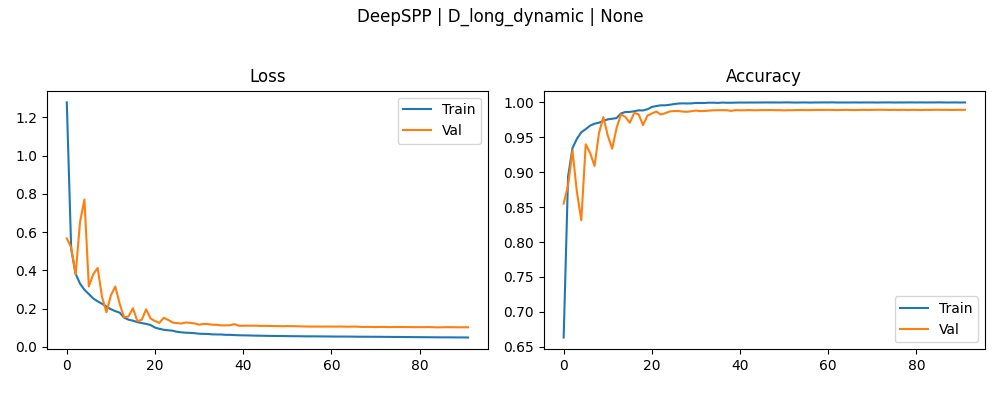 DeepSPP | D_long_dynamic | None
Loss
Train
Val
1.2
1.0
0.8
0.6
0.4
0.2
0.0
0 20 40 60 80
Accuracy
1.00
0.95
0.90
0.85
0.80
0.75
0.70
0.65
Train
Val
0 20 40 60 80